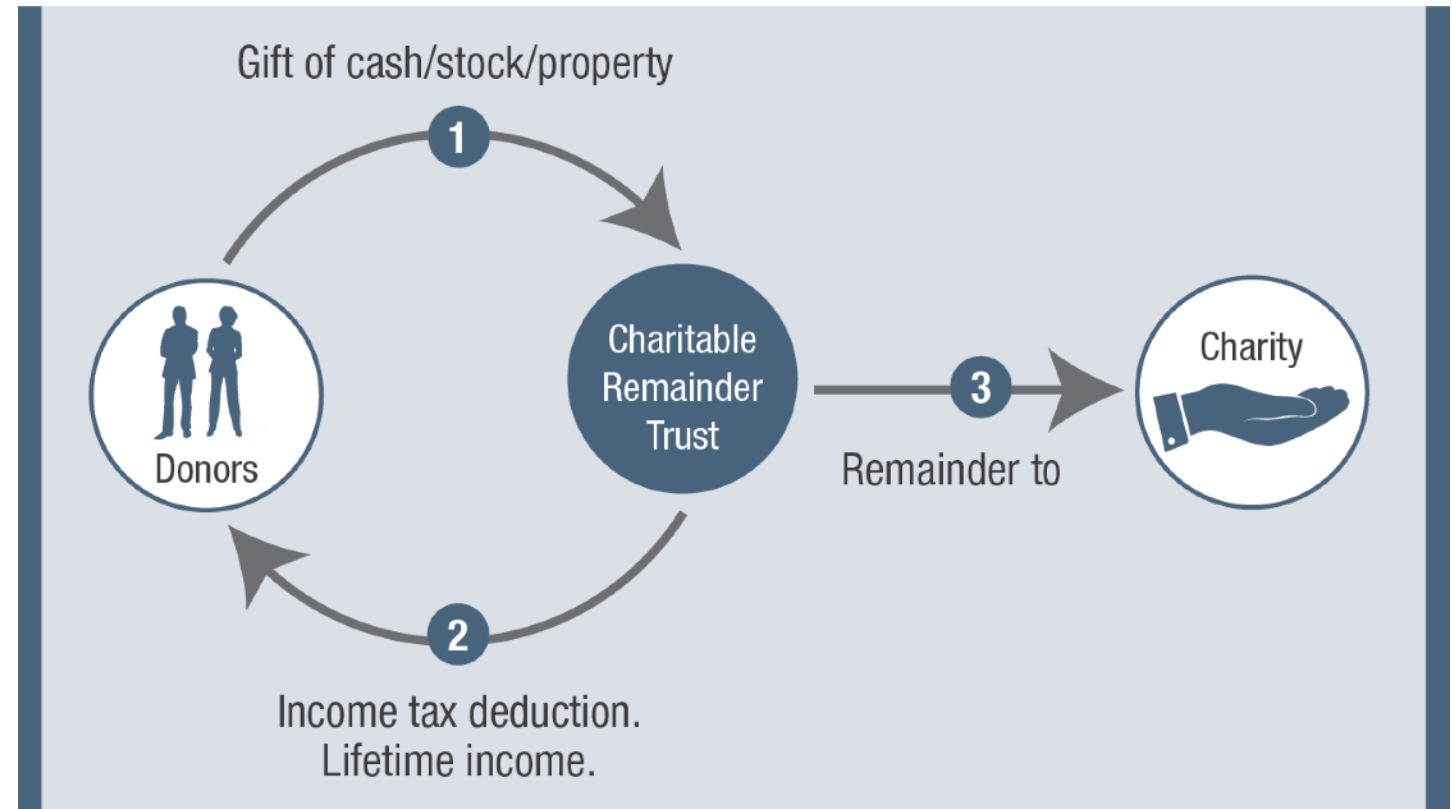 Gift of cash/stock/property
1
Donors
Charitable
Remainder
Trust
3
Remainder to
Charity
2
Income tax deduction.
Lifetime income.